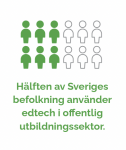 Hälften av Sveriges
befolkning använder
edtech i offentlig
utbildningssektor.